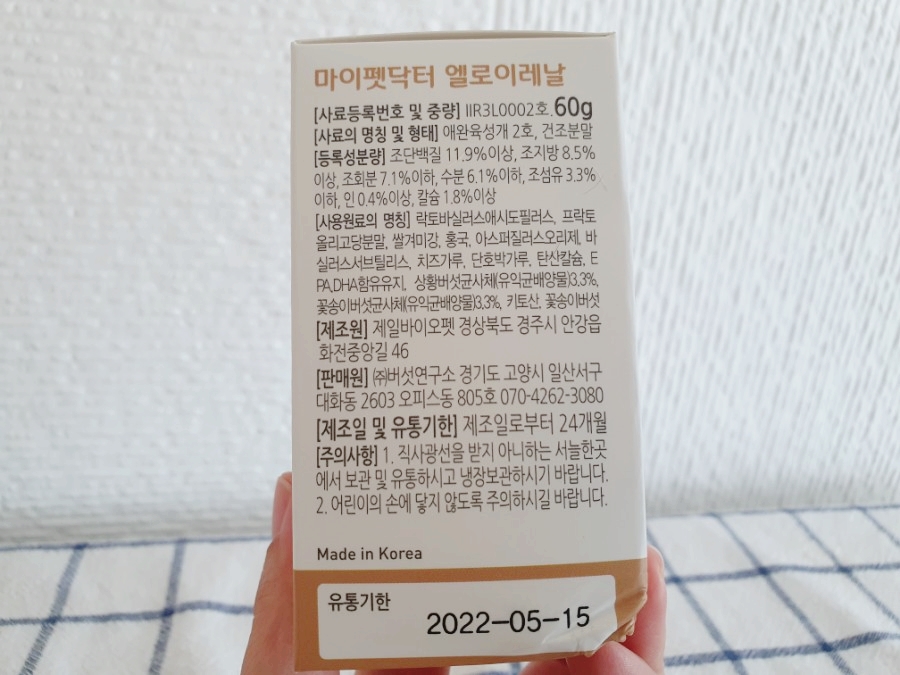 마이펫닥터 엘로이레날
[사료등록번호 및 중량] IIR3L0002호.60g
[사료의 명칭 및 형태] 애완육성개 2호, 건조분말
[등록성분량] 조단백질 11.9%이상, 조지방 8.5%
이상, 조회분 7.1%이하, 수분 6.1%이하, 조섬유 3.3%
이하, 인 0.4%이상, 칼슘 1.8%이상
[사용원료의 명칭] 락토바실러스애시도필러스, 프락토
올리고당분말, 쌀겨미강, 홍국, 아스퍼질러스오리제, 바
실러스서브틸리스, 치즈가루, 단호박가루, 탄산칼슘, E
PA,DHA함유유지, 상황버섯균사체(유익균배양물)3.3%,
꽃송이버섯균사체(유익균배양물)3.3%, 키토산, 꽃송이버섯
[제조원] 제일바이오펫 경상북도 경주시 안강읍
화전중앙길 46
[판매원] ㈜버섯연구소 경기도 고양시 일산서구
대화동 2603 오피스동 805호 070-4262-3080
[제조일 및 유통기한] 제조일로부터 24개월
[주의사항] 1. 직사광선을 받지 아니하는 서늘한곳
에서 보관 및 유통하시고 냉장보관하시기 바랍니다.
2. 어린이의 손에 닿지 않도록 주의하시길 바랍니다.
Made in Korea
유통기한
2022-05-15